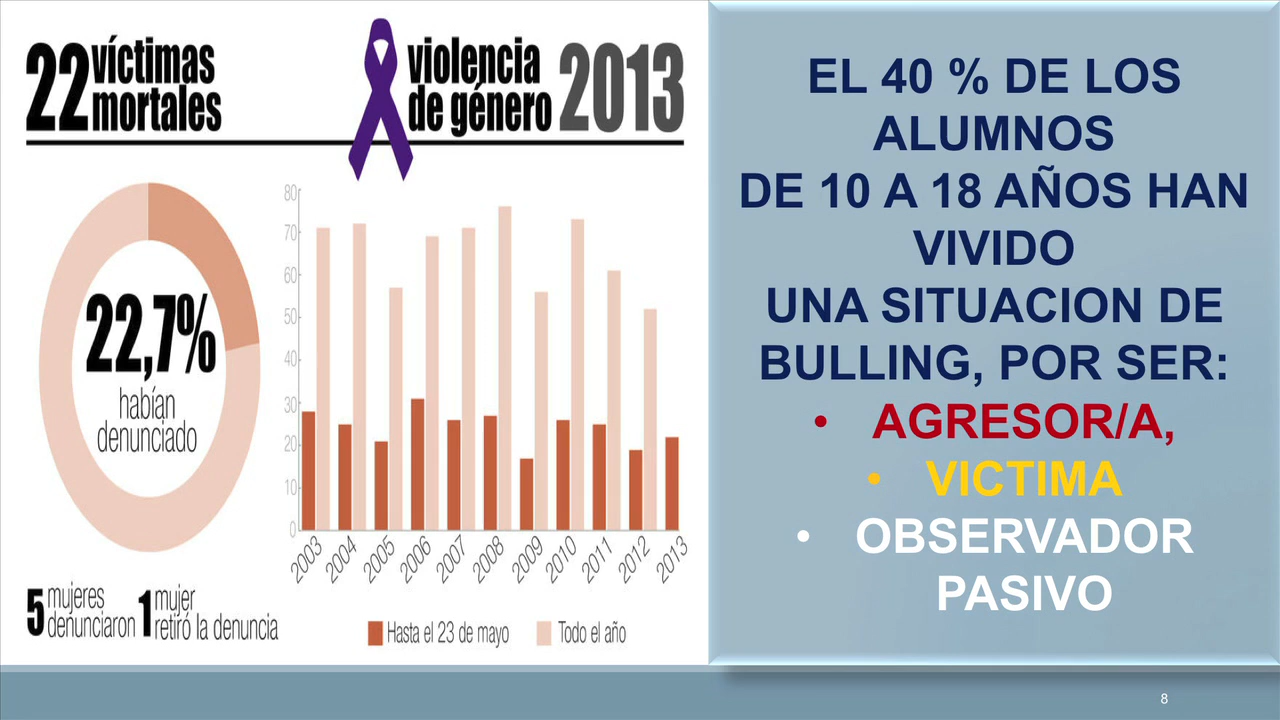 22 víctimas
mortales
violencia
de género 2013
22,7%
habían
denunciado
5 mujeres
denunciaron
1 mujer
retiró la denuncia
80
70
60
50
40
30
20
10
0
2003
2004
2005
2006
2007
2008
2009
2010
2011
2012
2013
Hasta el 23 de mayo
Todo el año
EL 40 % DE LOS
ALUMNOS
DE 10 A 18 AÑOS HAN
VIVIDO
UNA SITUACION DE
BULLING, POR SER:
• AGRESOR/A,
• VICTIMA
• OBSERVADOR
PASIVO
8